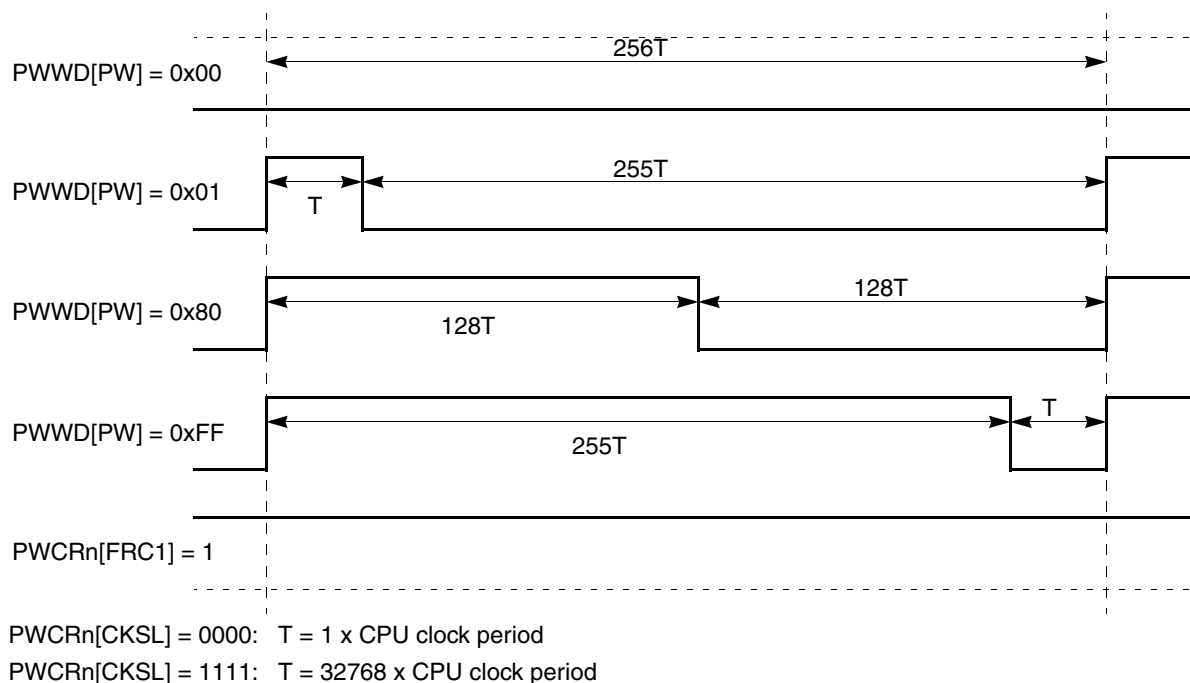 256T
PWWD[PW] = 0x00
255T
PWWD[PW] = 0x01
T
128T
PWWD[PW] = 0x80
128T
T
PWWD[PW] = 0xFF
255T
PWCRn[FRC1] = 1
PWCRn[CKSL] = 0000: T = 1 x CPU clock period
PWCRn[CKSL] = 1111: T = 32768 x CPU clock period